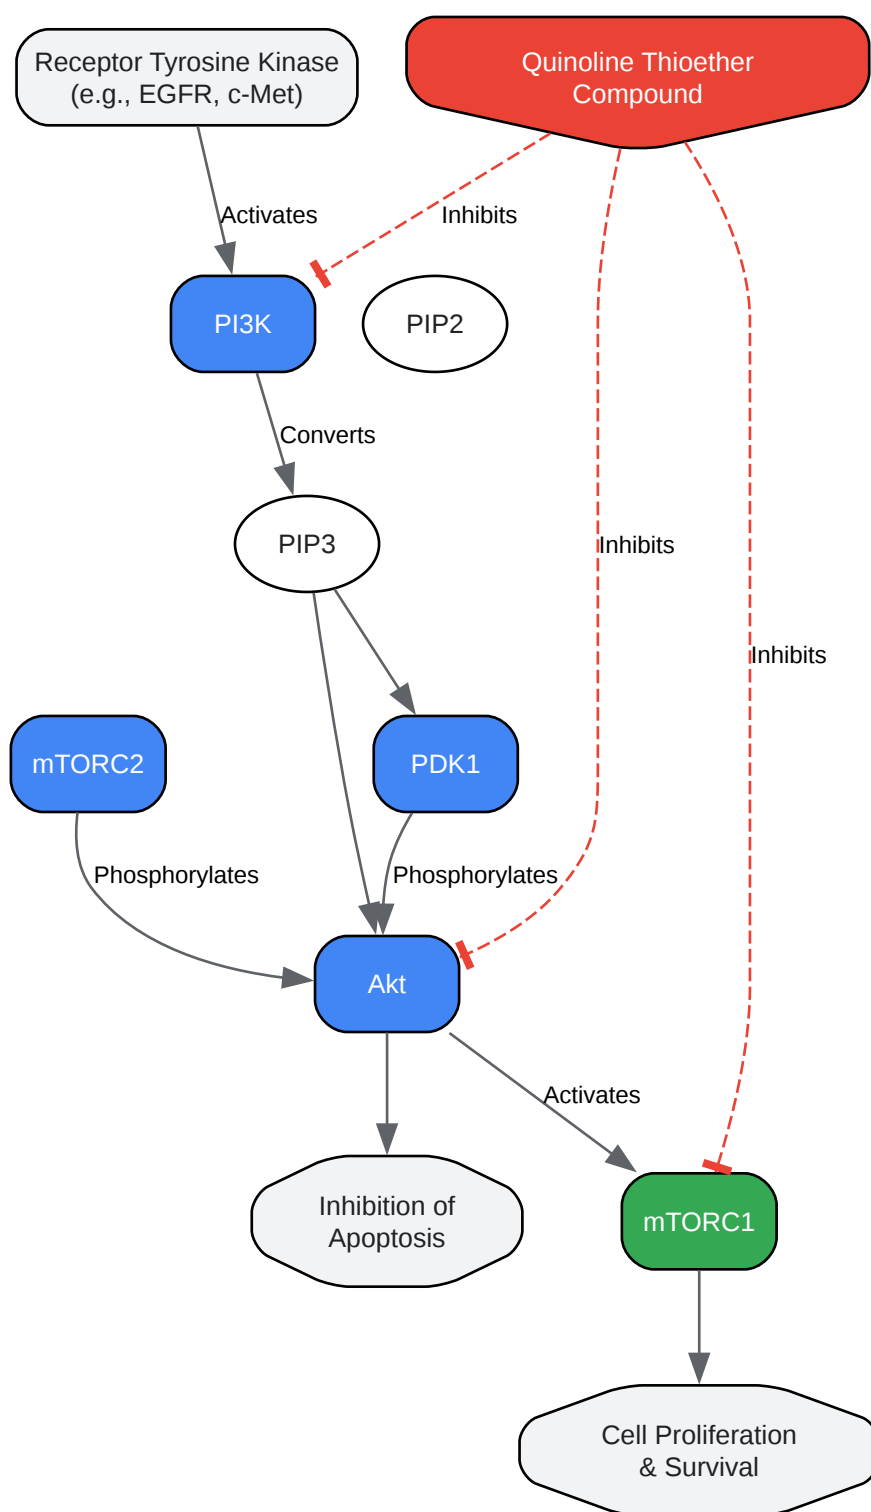 Receptor Tyrosine Kinase
(e.g., EGFR, c-Met)
Quinoline Thioether
Compound
Activates
Inhibits
PI3K
PIP2
Converts
PIP3
Inhibits
Inhibits
mTORC2
PDK1
Phosphorylates
Phosphorylates
Akt
Activates
Inhibition of
Apoptosis
mTORC1
Cell Proliferation
& Survival